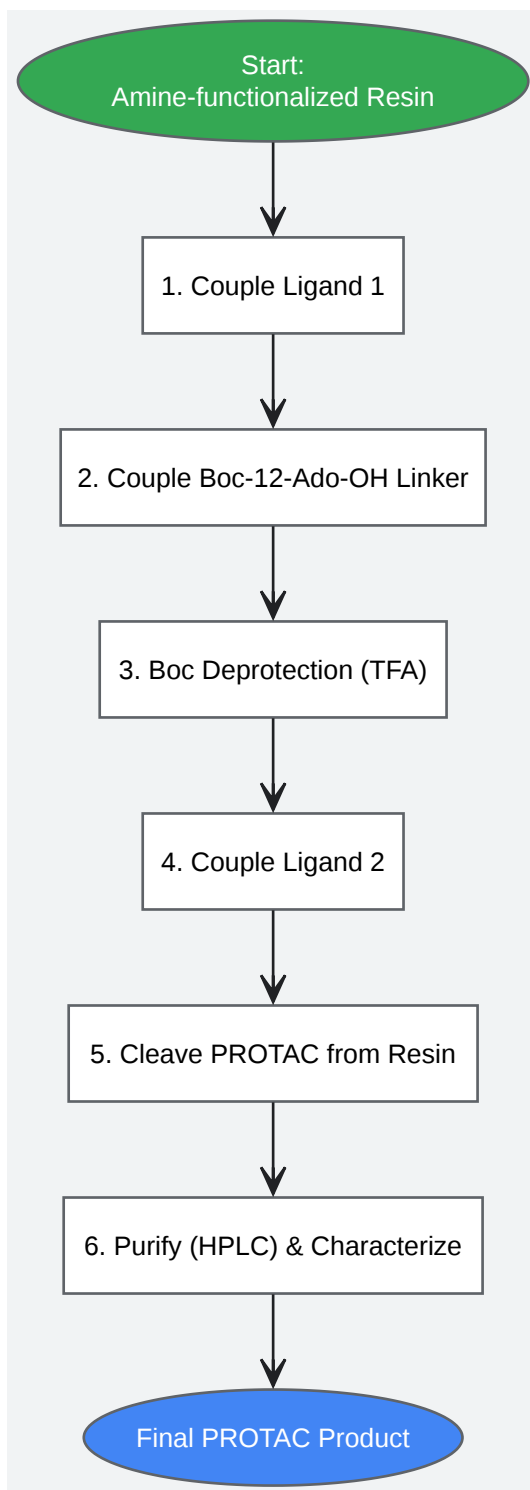 Start:
Amine-functionalized Resin
1. Couple Ligand 1
2. Couple Boc-12-Ado-OH Linker
3. Boc Deprotection (TFA)
4. Couple Ligand 2
5. Cleave PROTAC from Resin
6. Purify (HPLC) & Characterize
Final PROTAC Product